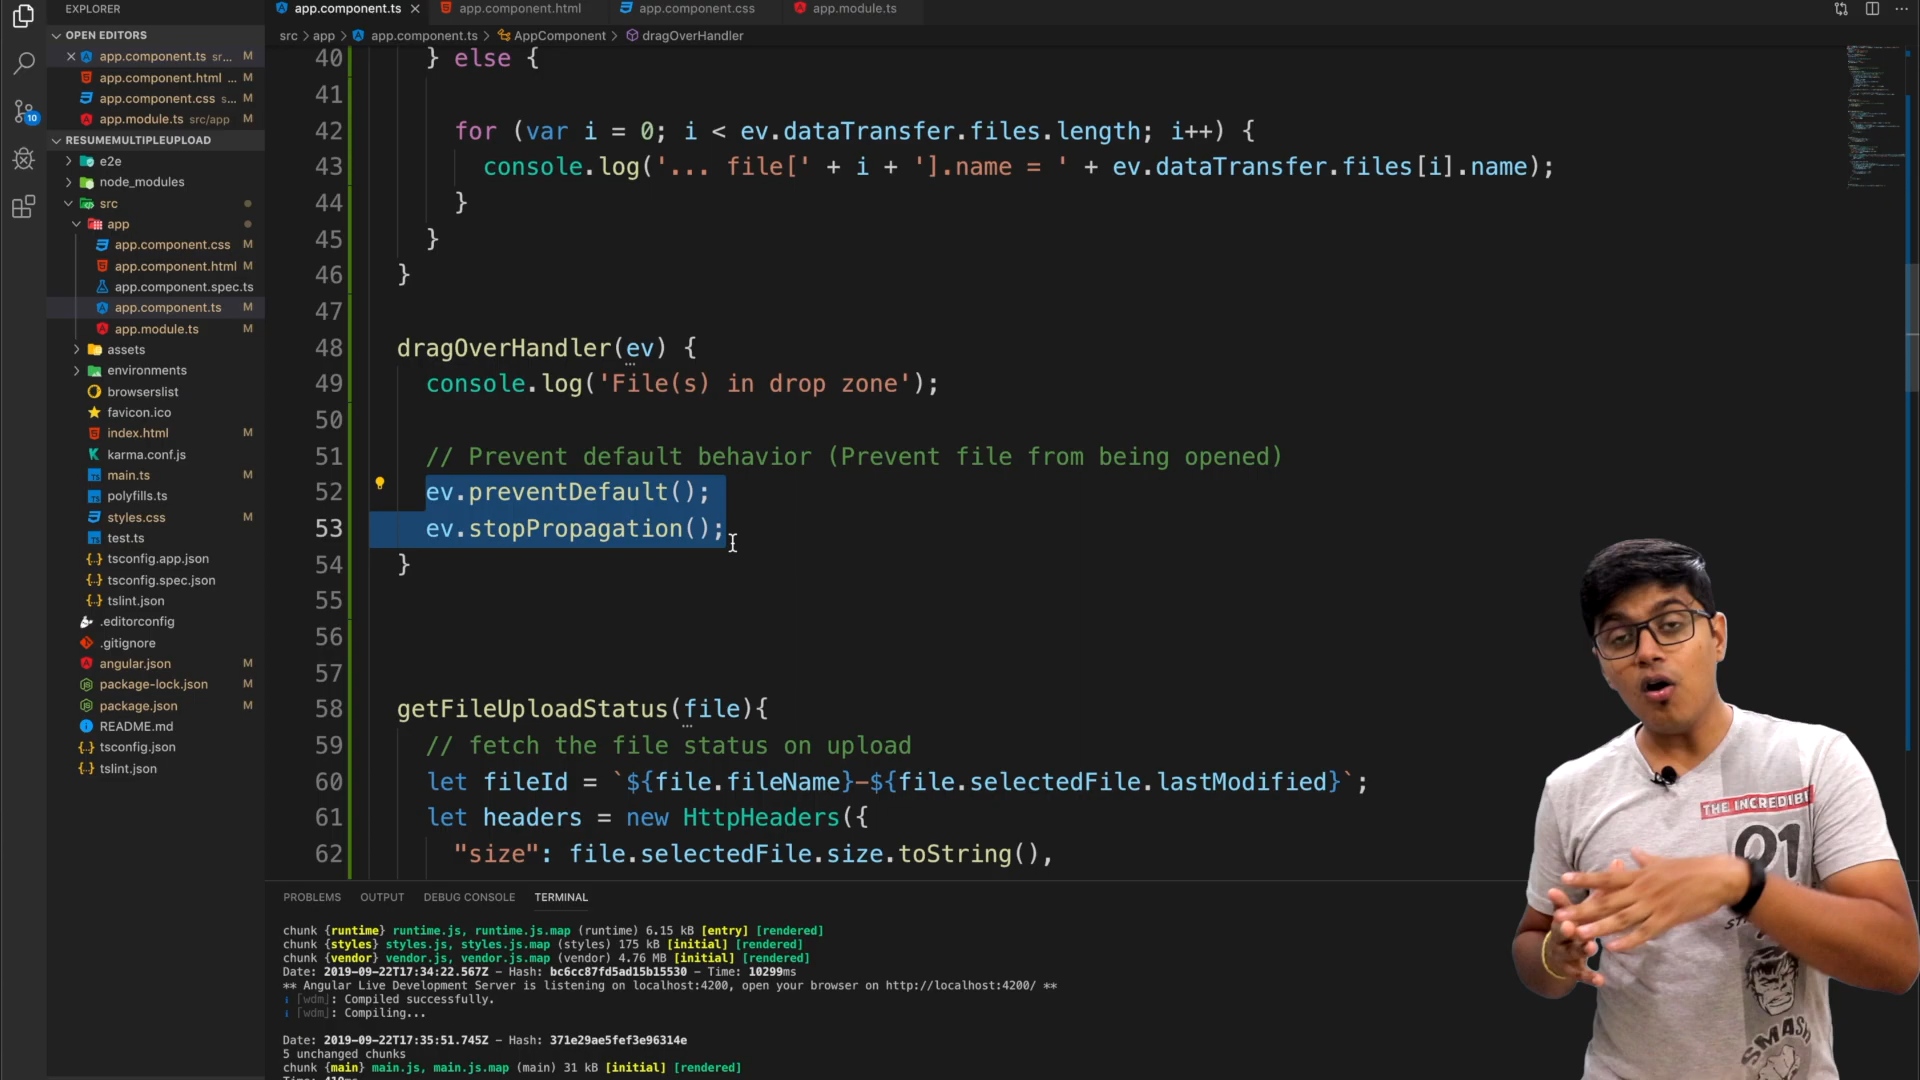 EXPLORER
OPEN EDITORS
app.component.ts sr... M
app.component.html ... M
app.component.css s... M
app.module.ts src/app M
10
RESUMEMULTIPLEUPLOAD
e2e
node_modules
src
app
app.component.css M
app.component.html M
app.component.spec.ts
app.component.ts M
app.module.ts M
assets
environments
browserslist
favicon.ico
index.html M
karma.conf.js
main.ts M
polyfills.ts
styles.css M
test.ts
tsconfig.app.json
tsconfig.spec.json
tslint.json
.editorconfig
.gitignore
angular.json M
package-lock.json M
package.json M
README.md
tsconfig.json
tslint.json
app.component.ts app.component.html app.component.css app.module.ts
src > app > app.component.ts > AppComponent > dragOverHandler
40 } else {
41
42 for (var i = 0; i < ev.dataTransfer.files.length; i++) {
43 console.log('... file[' + i + '].name = ' + ev.dataTransfer.files[i].name);
44 }
45 }
46 }
47
48 dragOverHandler(ev) {
49 console.log('File(s) in drop zone');
50
51 // Prevent default behavior (Prevent file from being opened)
52 ev.preventDefault();
53 ev.stopPropagation();
54 }
55
56
57
58 getFileUploadStatus(file){
59 // fetch the file status on upload
60 let fileId = `${file.fileName}-${file.selectedFile.lastModified}`;
61 let headers = new HttpHeaders({
62 "size": file.selectedFile.size.toString(),
PROBLEMS OUTPUT DEBUG CONSOLE TERMINAL
chunk {runtime} runtime.js, runtime.js.map (runtime) 6.15 kB [entry] [rendered]
chunk {styles} styles.js, styles.js.map (styles) 175 kB [initial] [rendered]
chunk {vendor} vendor.js, vendor.js.map (vendor) 4.76 MB [initial] [rendered]
Date: 2019-09-22T17:34:22.567Z - Hash: bc6cc87fd5ad15b15530 - Time: 10299ms
** Angular Live Development Server is listening on localhost:4200, open your browser on http://localhost:4200/ **
i ｢wdm｣: Compiled successfully.
i ｢wdm｣: Compiling...
Date: 2019-09-22T17:35:51.745Z - Hash: 371e29ae5fef3e96314e
5 unchanged chunks
chunk {main} main.js, main.js.map (main) 31 kB [initial] [rendered]
THE INCREDIBL
01
SMASH